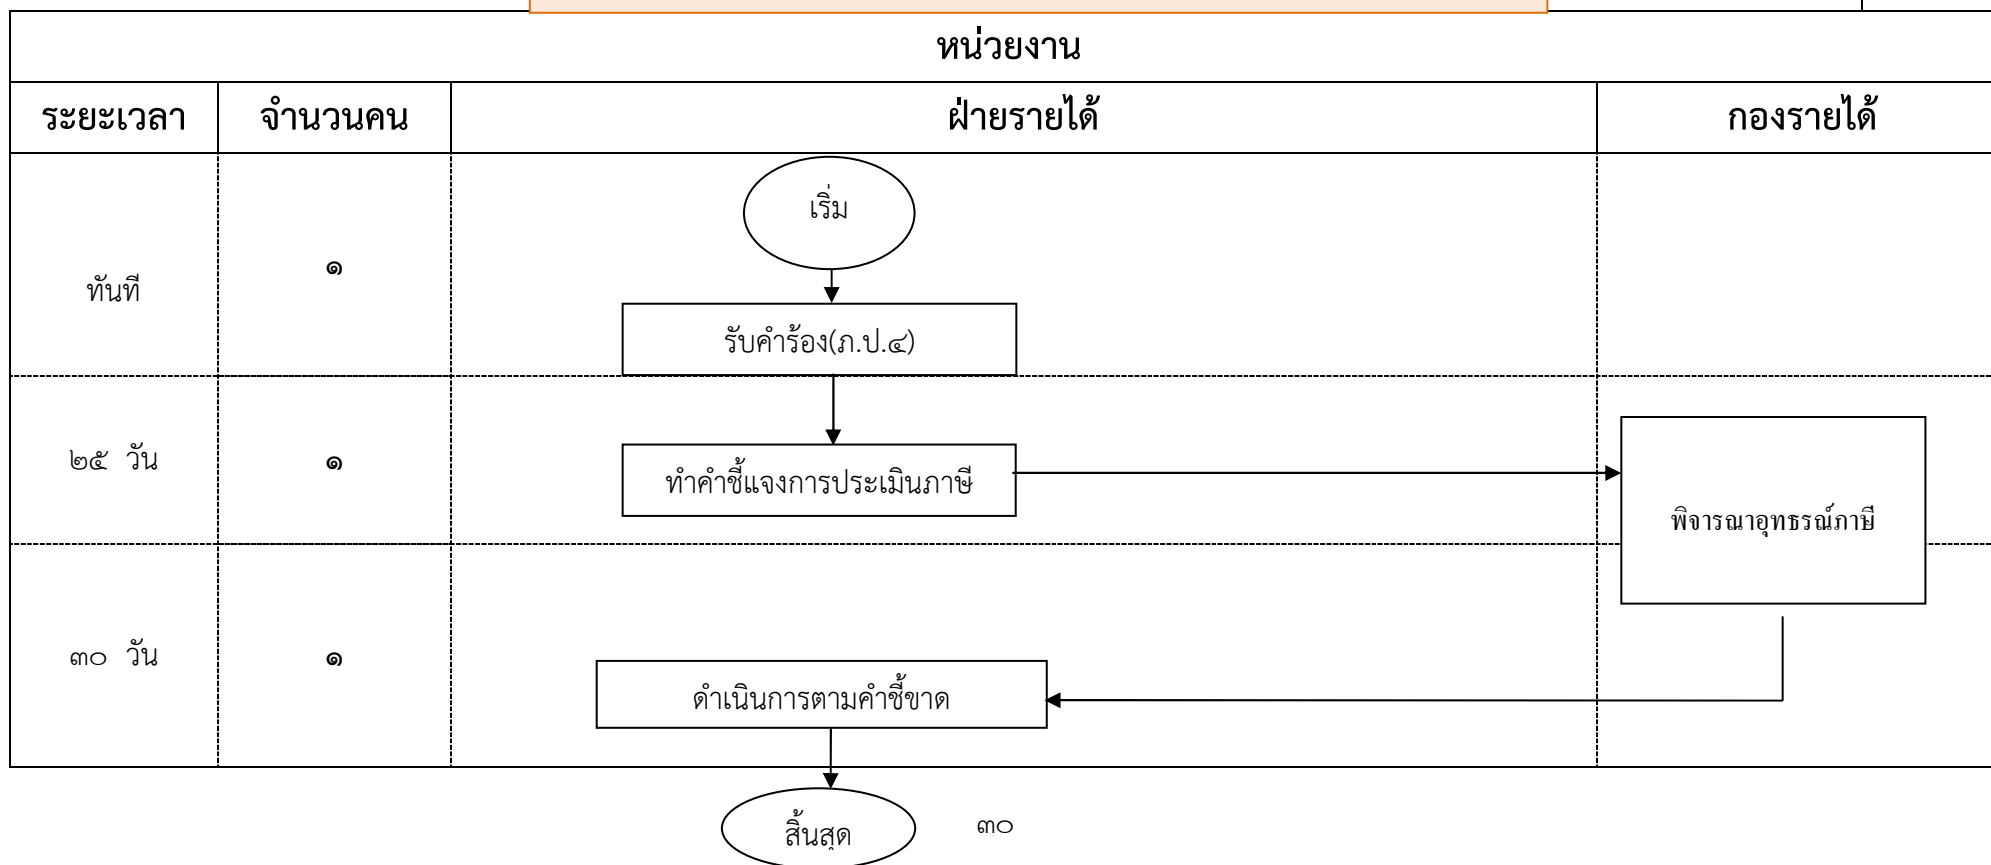 หน่วยงาน
ระยะเวลา จำนวนคน ฝ่ายรายได้ กองรายได้
เริ่ม
ทันที ๑
รับคำร้อง(ภ.ป.๔)
๒๕ วัน ๑ ทำคำชี้แจงการประเมินภาษี
พิจารณาอุทธรณ์ภาษี
๓๐ วัน ๑
ดำเนินการตามคำชี้ขาด
สิ้นสุด ๓๐